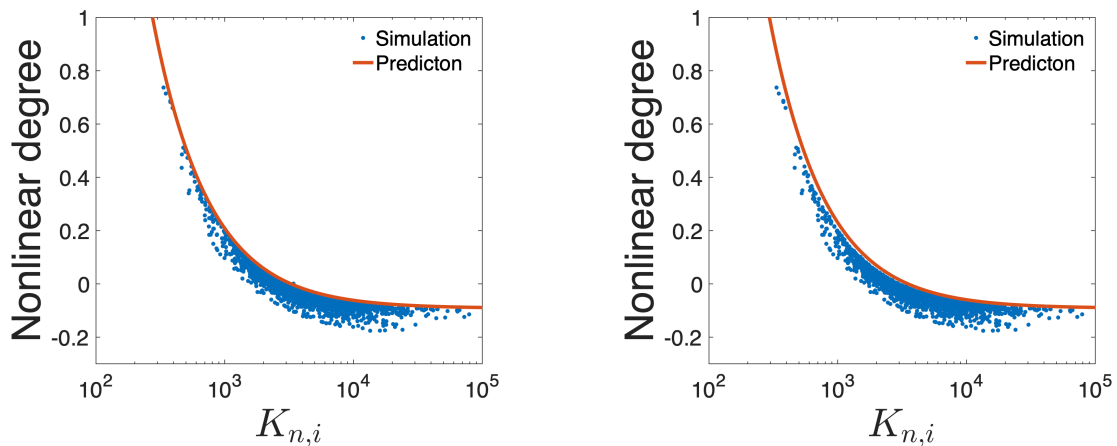 Nonlinear degree
1
0.8
0.6
0.4
0.2
0
-0.2
Simulation
Predicton
10^2
10^3
10^4
10^5
K_{n,i}
Nonlinear degree
1
0.8
0.6
0.4
0.2
0
-0.2
Simulation
Predicton
10^2
10^3
10^4
10^5
K_{n,i}